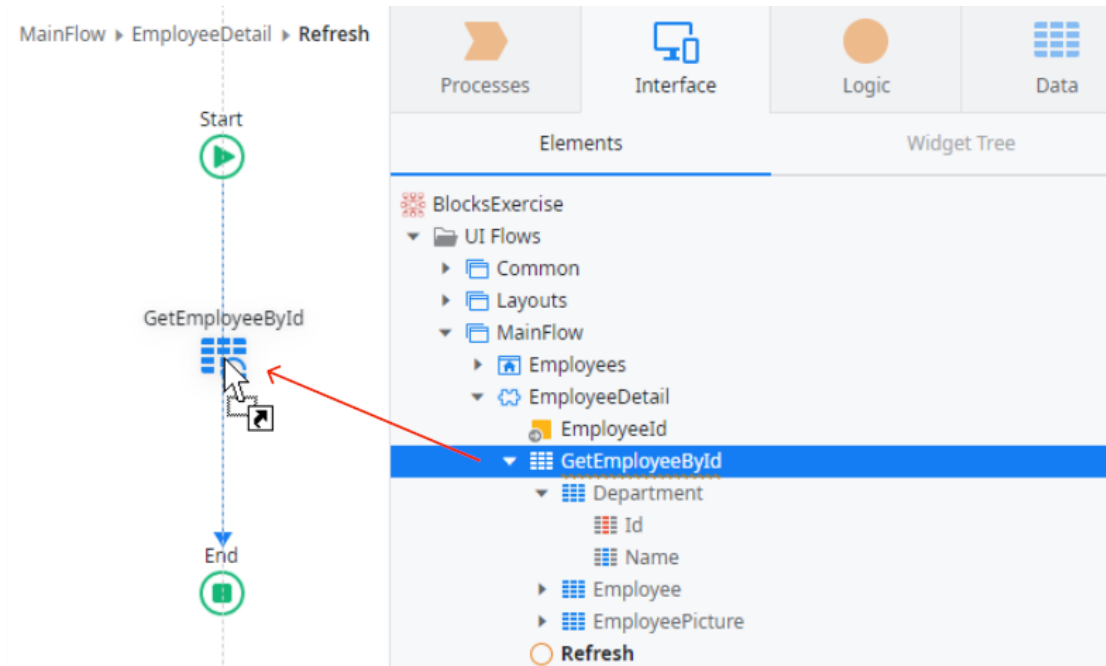 MainFlow ▸ EmployeeDetail ▸ Refresh
Start
GetEmployeeById
End
Processes
Interface
Logic
Data
Elements
Widget Tree
BlocksExercise
UI Flows
Common
Layouts
MainFlow
Employees
EmployeeDetail
EmployeeId
GetEmployeeById
Department
Id
Name
Employee
EmployeePicture
Refresh